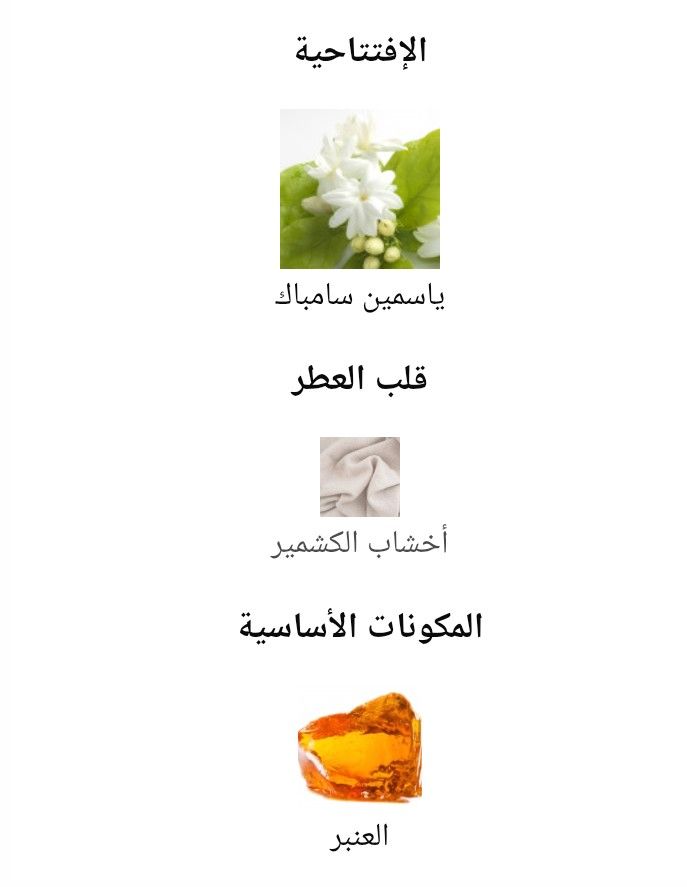 الإفتتاحية
ياسمين سامباك
قلب العطر
أخشاب الكشمير
المكونات الأساسية
العنبر